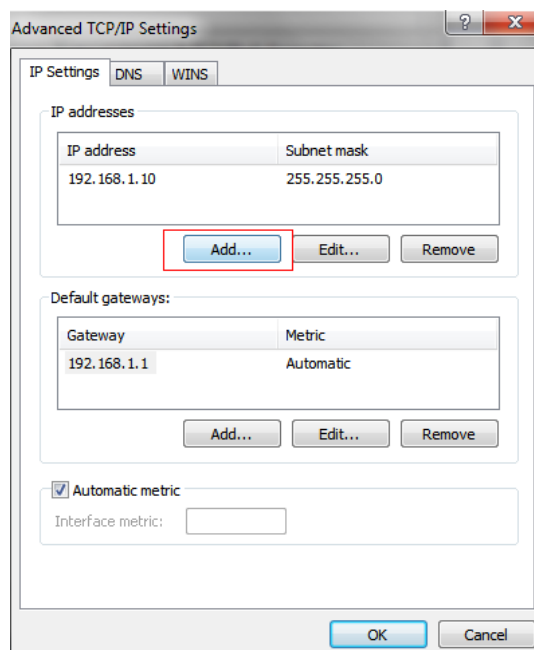 Advanced TCP/IP Settings
?
X
IP Settings DNS WINS
IP addresses
IP address Subnet mask
192.168.1.10 255.255.255.0
Add... Edit... Remove
Default gateways:
Gateway Metric
192.168.1.1 Automatic
Add... Edit... Remove
Automatic metric
Interface metric:
OK Cancel